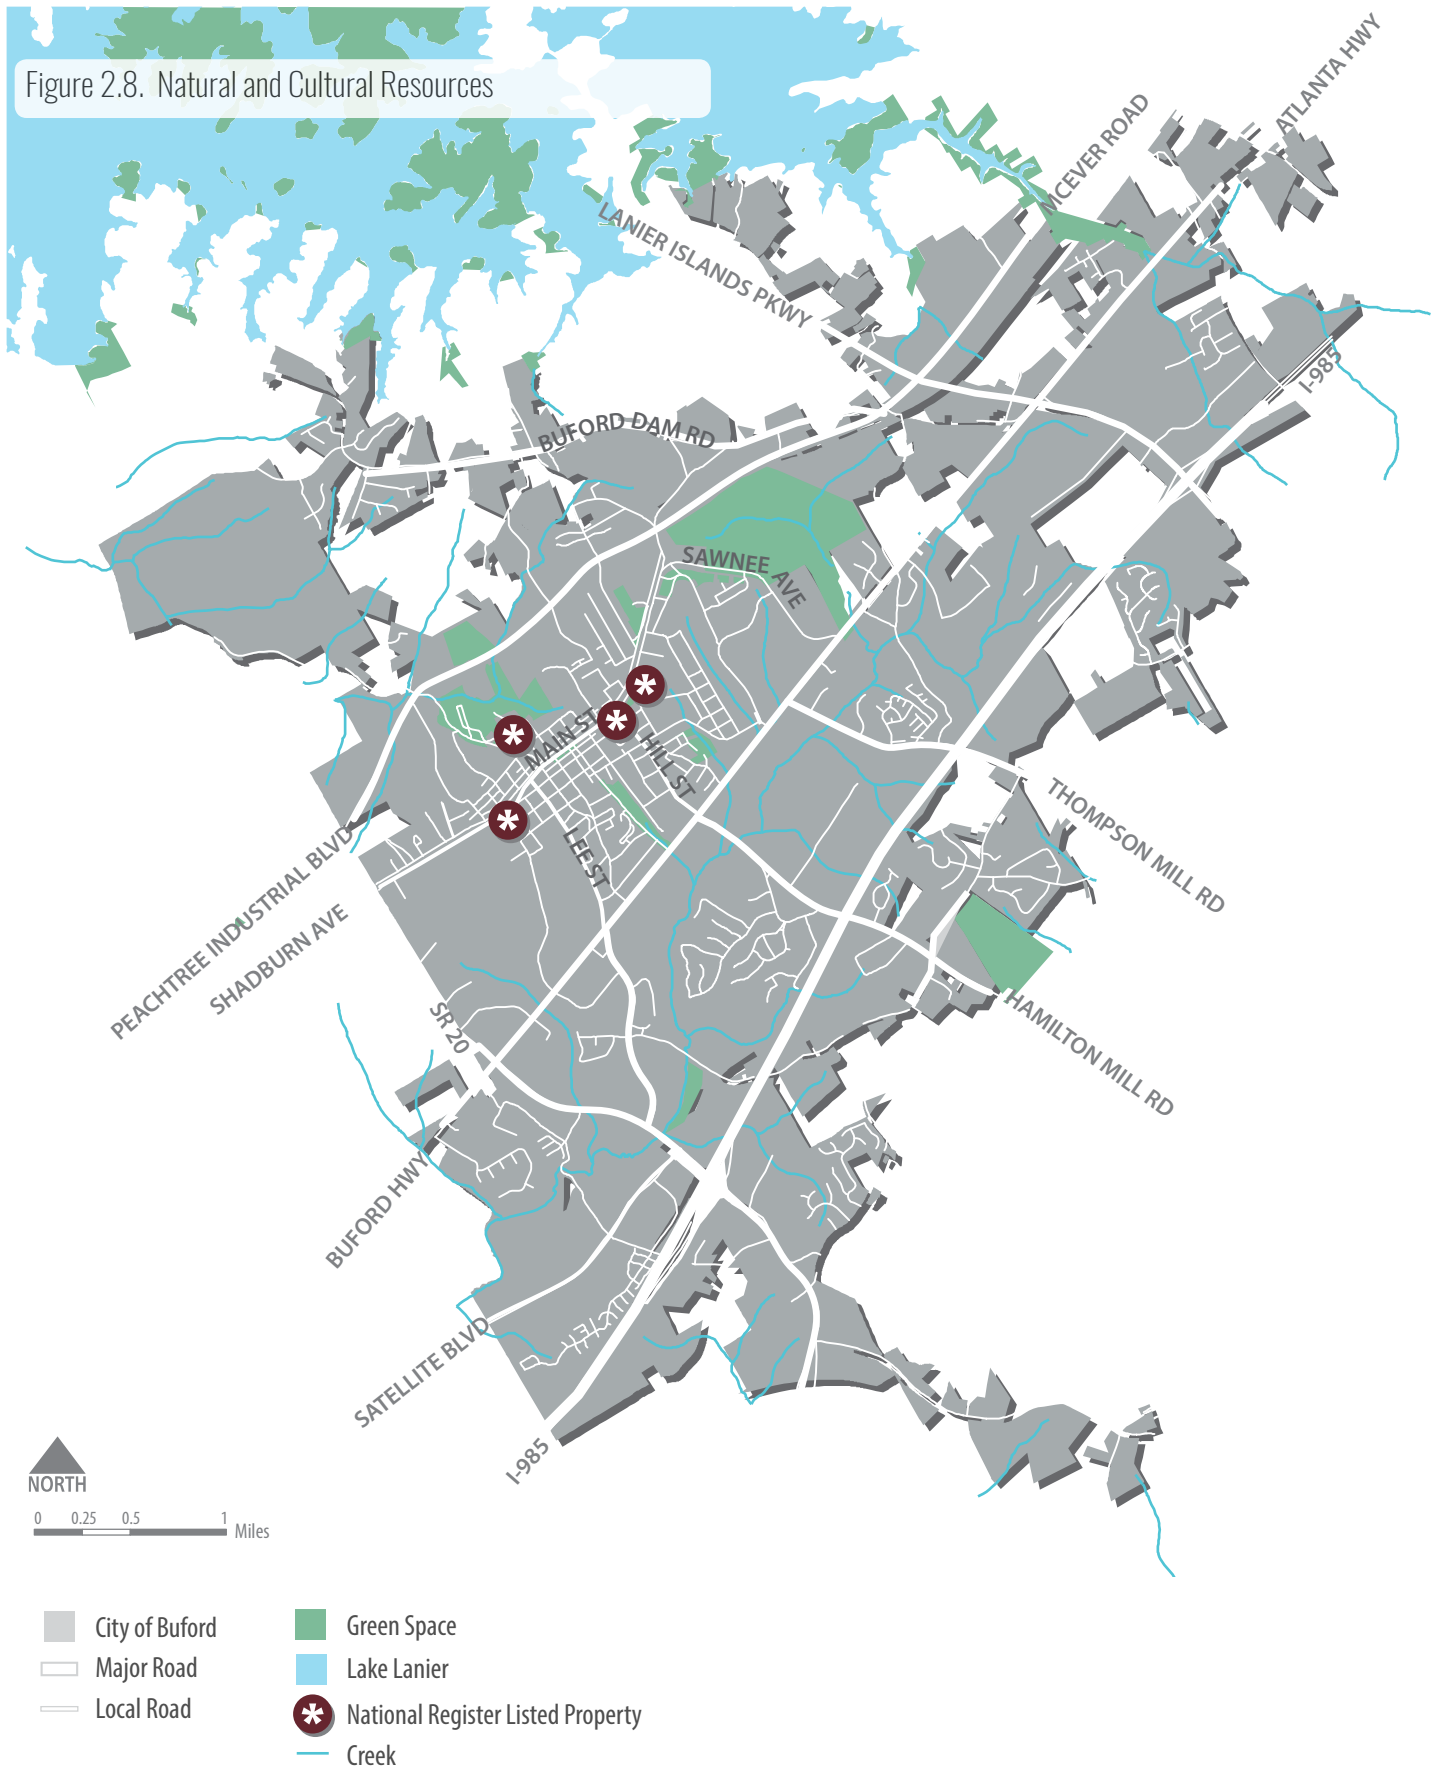 Figure 2.8.  Natural and Cultural Resources
ATLANTA HWY
MCEVER ROAD
LANIER ISLANDS PKWY
I-985
BUFORD DAM RD
SAWNEE AVE
MAIN ST
HILL ST
LEE ST
THOMPSON MILL RD
PEACHTREE INDUSTRIAL BLVD
SHADBURN AVE
SR 20
HAMILTON MILL RD
BUFORD HWY
SATELLITE BLVD
I-985
NORTH
0 0.25 0.5 1
Miles
City of Buford
Major Road
Local Road
Green Space
Lake Lanier
National Register Listed Property
Creek